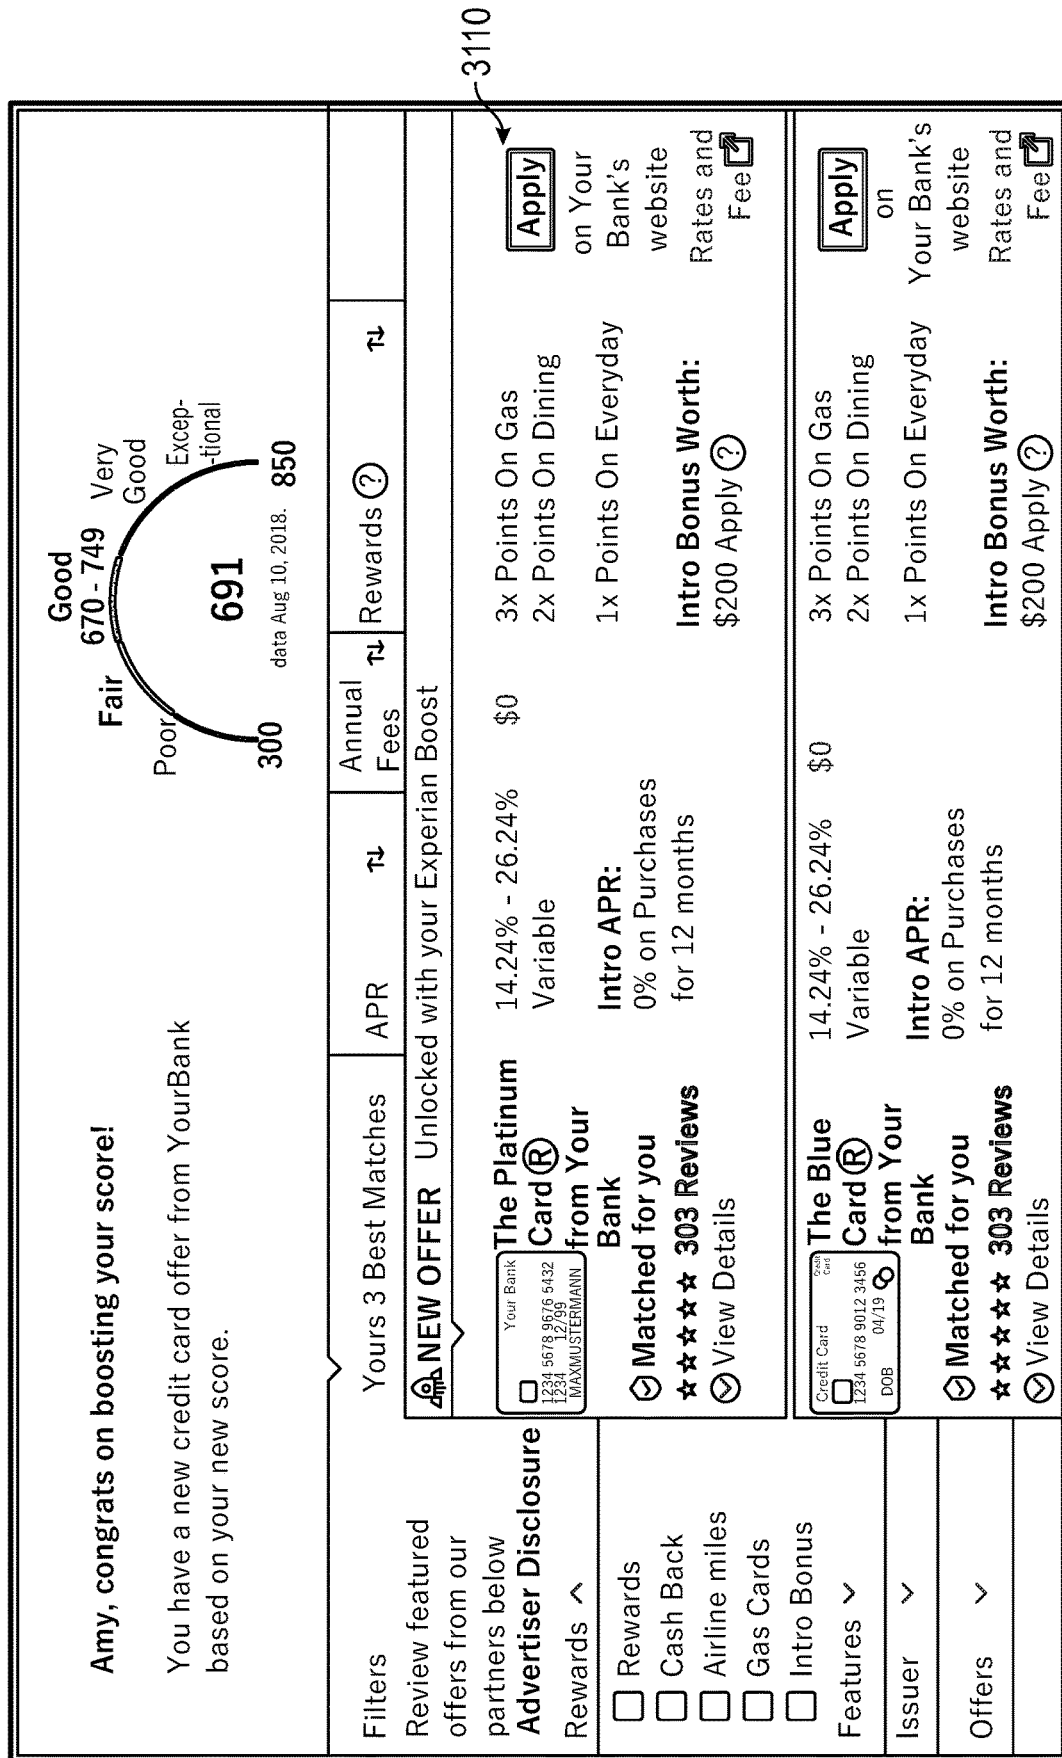 Amy, congrats on boosting your score!
You have a new credit card offer from YourBank
based on your new score.
Good
670 - 749
Fair
Very
Good
Poor
Excep-
-tional
691
300
850
data Aug 10, 2018.
Filters
Yours 3 Best Matches
APR
Annual
Fees
Rewards ?
Review featured
offers from our
partners below
Advertiser Disclosure
Rewards
Rewards
Cash Back
Airline miles
Gas Cards
Intro Bonus
Features
Issuer
Offers
NEW OFFER Unlocked with your Experian Boost
Your Bank
1234 5678 9676 5432
1234 12/99
MAXMUSTERMANN
The Platinum
Card®
from Your
Bank
Matched for you
303 Reviews
View Details
14.24% - 26.24%
Variable
Intro APR:
0% on Purchases
for 12 months
$0
3x Points On Gas
2x Points On Dining
1x Points On Everyday
Intro Bonus Worth:
$200 Apply ?
Apply
on Your
Bank's
website
Rates and
Fee
3110
Credit Card
Credit
Card
1234 5678 9012 3456
04/19
DOB
The Blue
Card®
from Your
Bank
Matched for you
303 Reviews
View Details
14.24% - 26.24%
Variable
Intro APR:
0% on Purchases
for 12 months
$0
3x Points On Gas
2x Points On Dining
1x Points On Everyday
Intro Bonus Worth:
$200 Apply ?
Apply
on
Your Bank's
website
Rates and
Fee